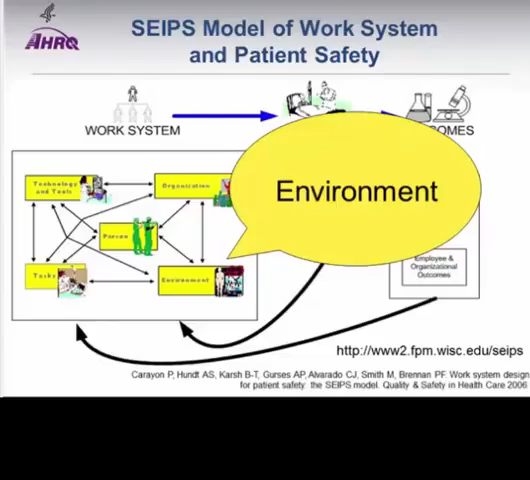 AHRQ
SEIPS Model of Work System
and Patient Safety
WORK SYSTEM
OMES
Technology
and Tools
Organization
Person
Tasks
Environment
Environment
Employee &
Organizational
Outcomes
http://www2.fpm.wisc.edu/seips
Carayon P, Hundt AS, Karsh B-T, Gurses AP, Alvarado CJ, Smith M, Brennan PF. Work system design
for patient safety: the SEIPS model. Quality & Safety in Health Care 2006